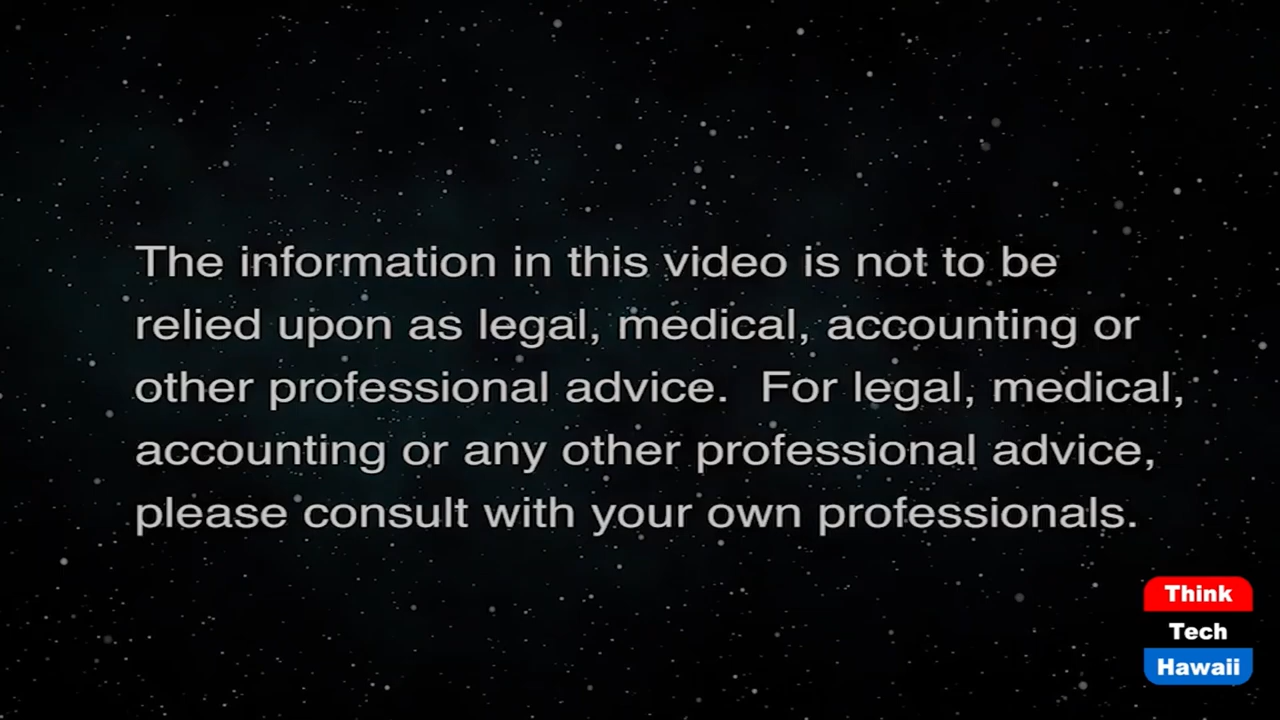 The information in this video is not to be
relied upon as legal, medical, accounting or
other professional advice.  For legal, medical,
accounting or any other professional advice,
please consult with your own professionals.
Think
Tech
Hawaii